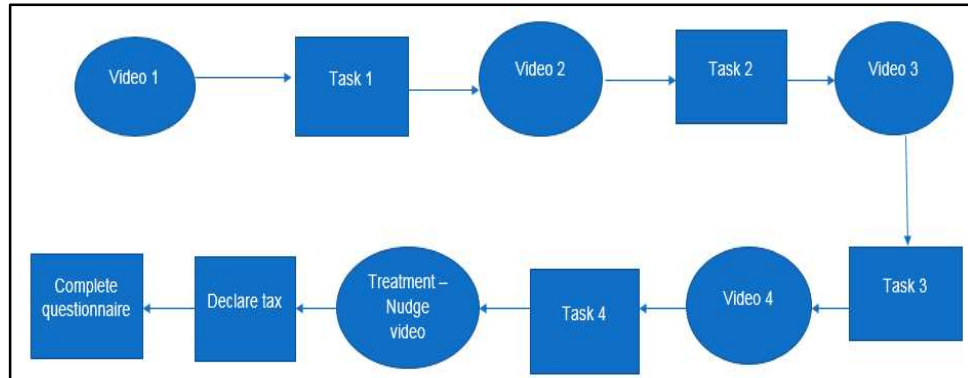 Video 1
Task 1
Video 2
Task 2
Video 3
Task 3
Video 4
Task 4
Treatment –
Nudge
video
Declare tax
Complete
questionnaire